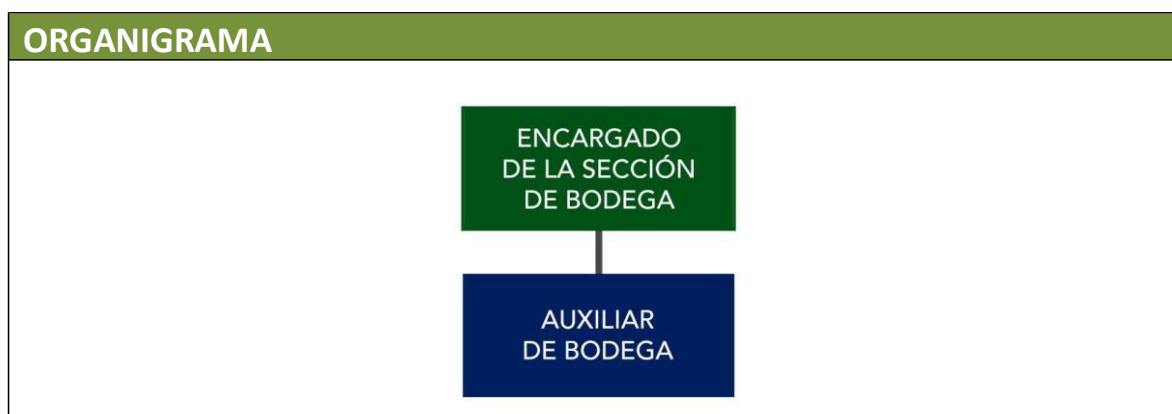 ORGANIGRAMA
ENCARGADO
DE LA SECCIÓN
DE BODEGA
AUXILIAR
DE BODEGA